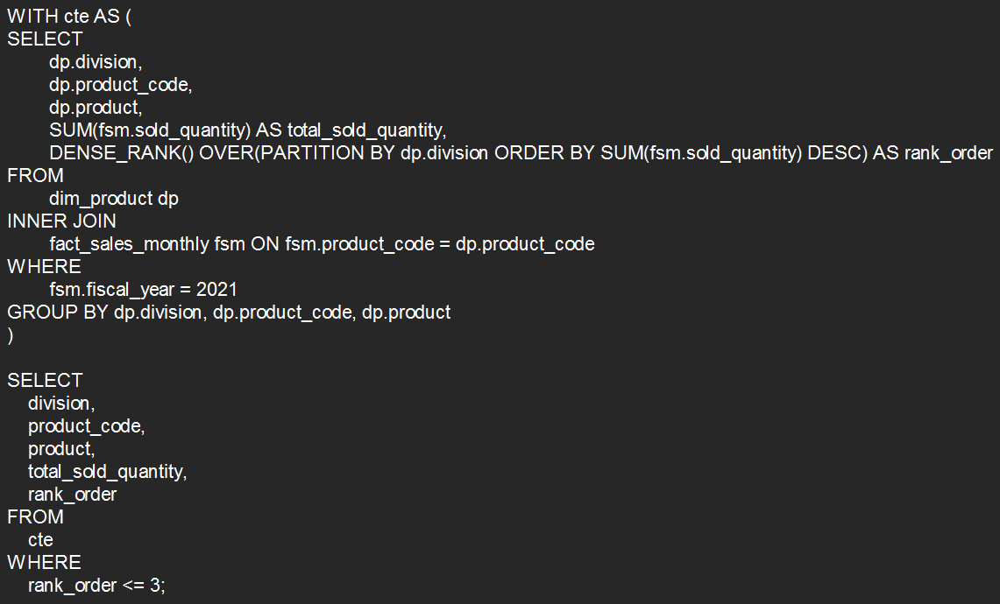 WITH cte AS (
SELECT
dp.division,
dp.product_code,
dp.product,
SUM(fsm.sold_quantity) AS total_sold_quantity,
DENSE_RANK() OVER(PARTITION BY dp.division ORDER BY SUM(fsm.sold_quantity) DESC) AS rank_order
FROM
dim_product dp
INNER JOIN
fact_sales_monthly fsm ON fsm.product_code = dp.product_code
WHERE
fsm.fiscal_year = 2021
GROUP BY dp.division, dp.product_code, dp.product
)
SELECT
division,
product_code,
product,
total_sold_quantity,
rank_order
FROM
cte
WHERE
rank_order <= 3;